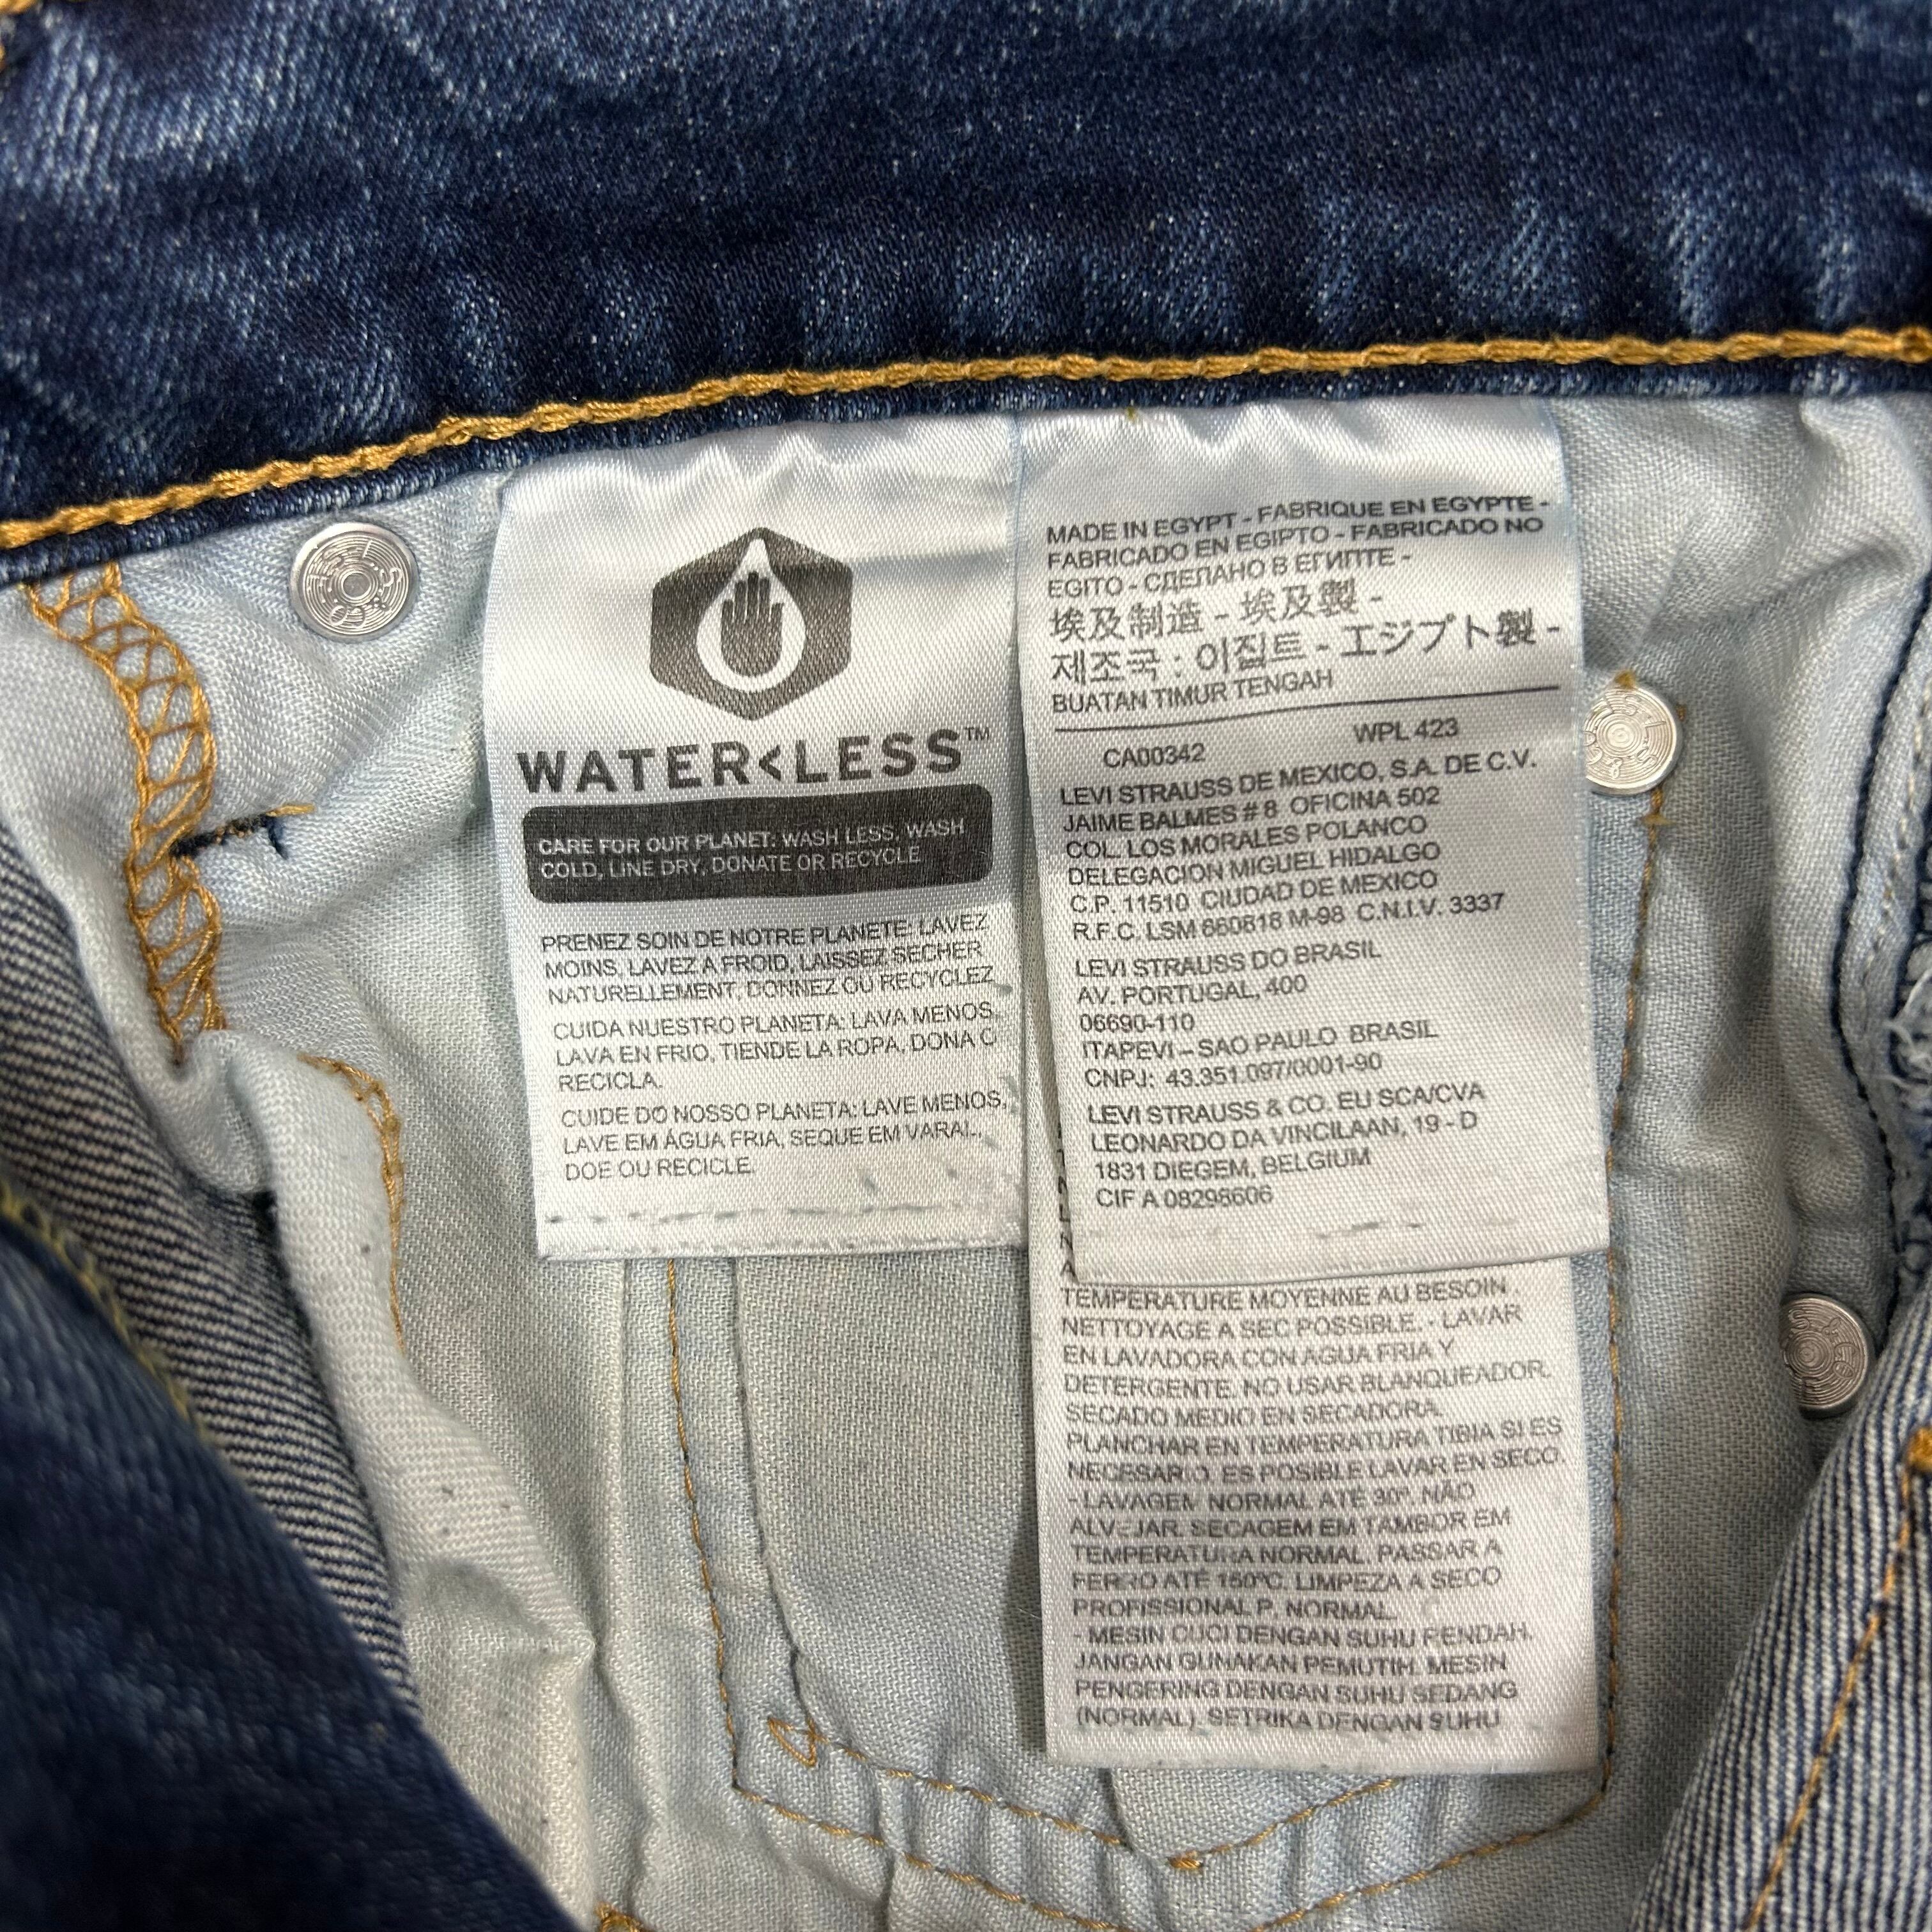 WATER<LESS™
CARE FOR OUR PLANET: WASH LESS, WASH
COLD, LINE DRY, DONATE OR RECYCLE
PRENEZ SOIN DE NOTRE PLANETE: LAVEZ
MOINS, LAVEZ A FROID, LAISSEZ SECHER
NATURELLEMENT, DONNEZ OU RECYCLEZ
CUIDA NUESTRO PLANETA: LAVA MENOS,
LAVA EN FRIO, TIENDE LA ROPA, DONA O
RECICLA.
CUIDE DO NOSSO PLANETA: LAVE MENOS,
LAVE EM ÁGUA FRIA, SEQUE EM VARAL,
DOE OU RECICLE
MADE IN EGYPT - FABRIQUE EN EGYPTE -
FABRICADO EN EGIPTO - FABRICADO NO
EGITO - СДЕЛАНО В ЕГИПТЕ -
埃及制造 - 埃及製 -
제조국 : 이집트 - エジプト製 -
BUATAN TIMUR TENGAH
CA00342 WPL 423
LEVI STRAUSS DE MEXICO, S.A. DE C.V.
JAIME BALMES # 8 OFICINA 502
COL. LOS MORALES POLANCO
DELEGACION MIGUEL HIDALGO
C.P. 11510 CIUDAD DE MEXICO
R.F.C. LSM 660818 M-98 C.N.I.V. 3337
LEVI STRAUSS DO BRASIL
AV. PORTUGAL, 400
06690-110
ITAPEVI – SAO PAULO BRASIL
CNPJ: 43.351.097/0001-90
LEVI STRAUSS & CO. EU SCA/CVA
LEONARDO DA VINCILAAN, 19 - D
1831 DIEGEM, BELGIUM
CIF A 08298606
TEMPERATURE MOYENNE AU BESOIN.
NETTOYAGE A SEC POSSIBLE. - LAVAR
EN LAVADORA CON AGUA FRIA Y
DETERGENTE. NO USAR BLANQUEADOR.
SECADO MEDIO EN SECADORA.
PLANCHAR EN TEMPERATURA TIBIA SI ES
NECESARIO. ES POSIBLE LAVAR EN SECO.
- LAVAGEM NORMAL ATÉ 30º. NÃO
ALVEJAR. SECAGEM EM TAMBOR EM
TEMPERATURA NORMAL. PASSAR A
FERRO ATÉ 150ºC. LIMPEZA A SECO
PROFISSIONAL P. NORMAL.
- MESIN CUCI DENGAN SUHU RENDAH.
JANGAN GUNAKAN PEMUTIH. MESIN
PENGERING DENGAN SUHU SEDANG
(NORMAL). SETRIKA DENGAN SUHU
4